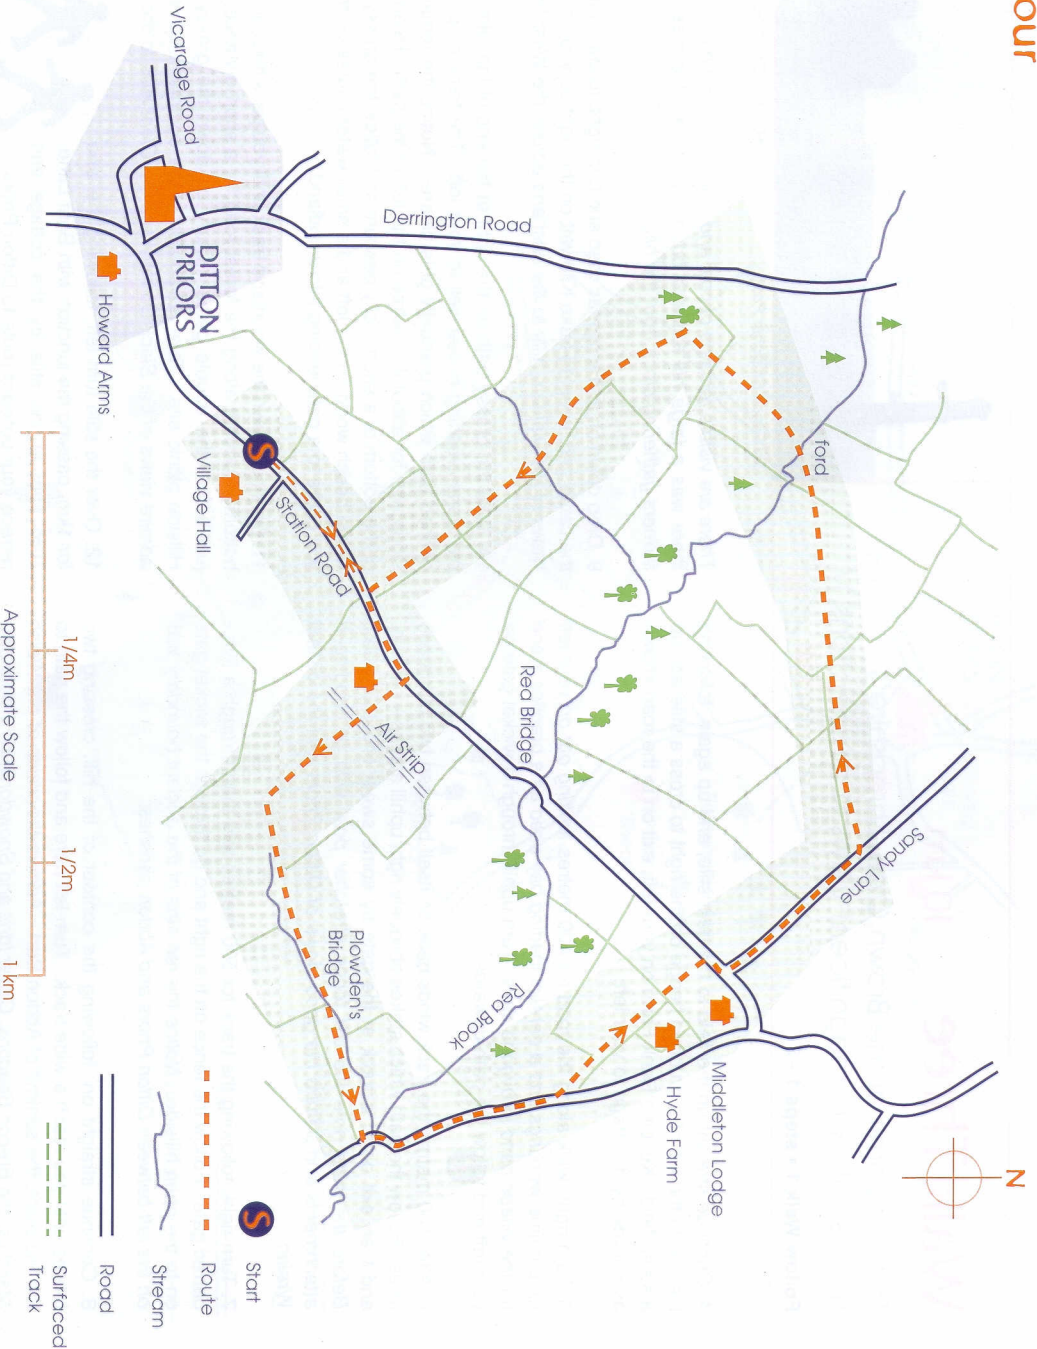 our
N
Vicarage Road
Derrington Road
DITTON
PRIORS
Howard Arms
S
Village Hall
Station Road
ford
Rea Bridge
Air Strip
Sandy Lane
Plowden's
Bridge
Rea Brook
Middleton Lodge
Hyde Farm
1/4m
1/2m
1 km
Approximate Scale
S
Start
Route
Stream
Road
Surfaced
Track